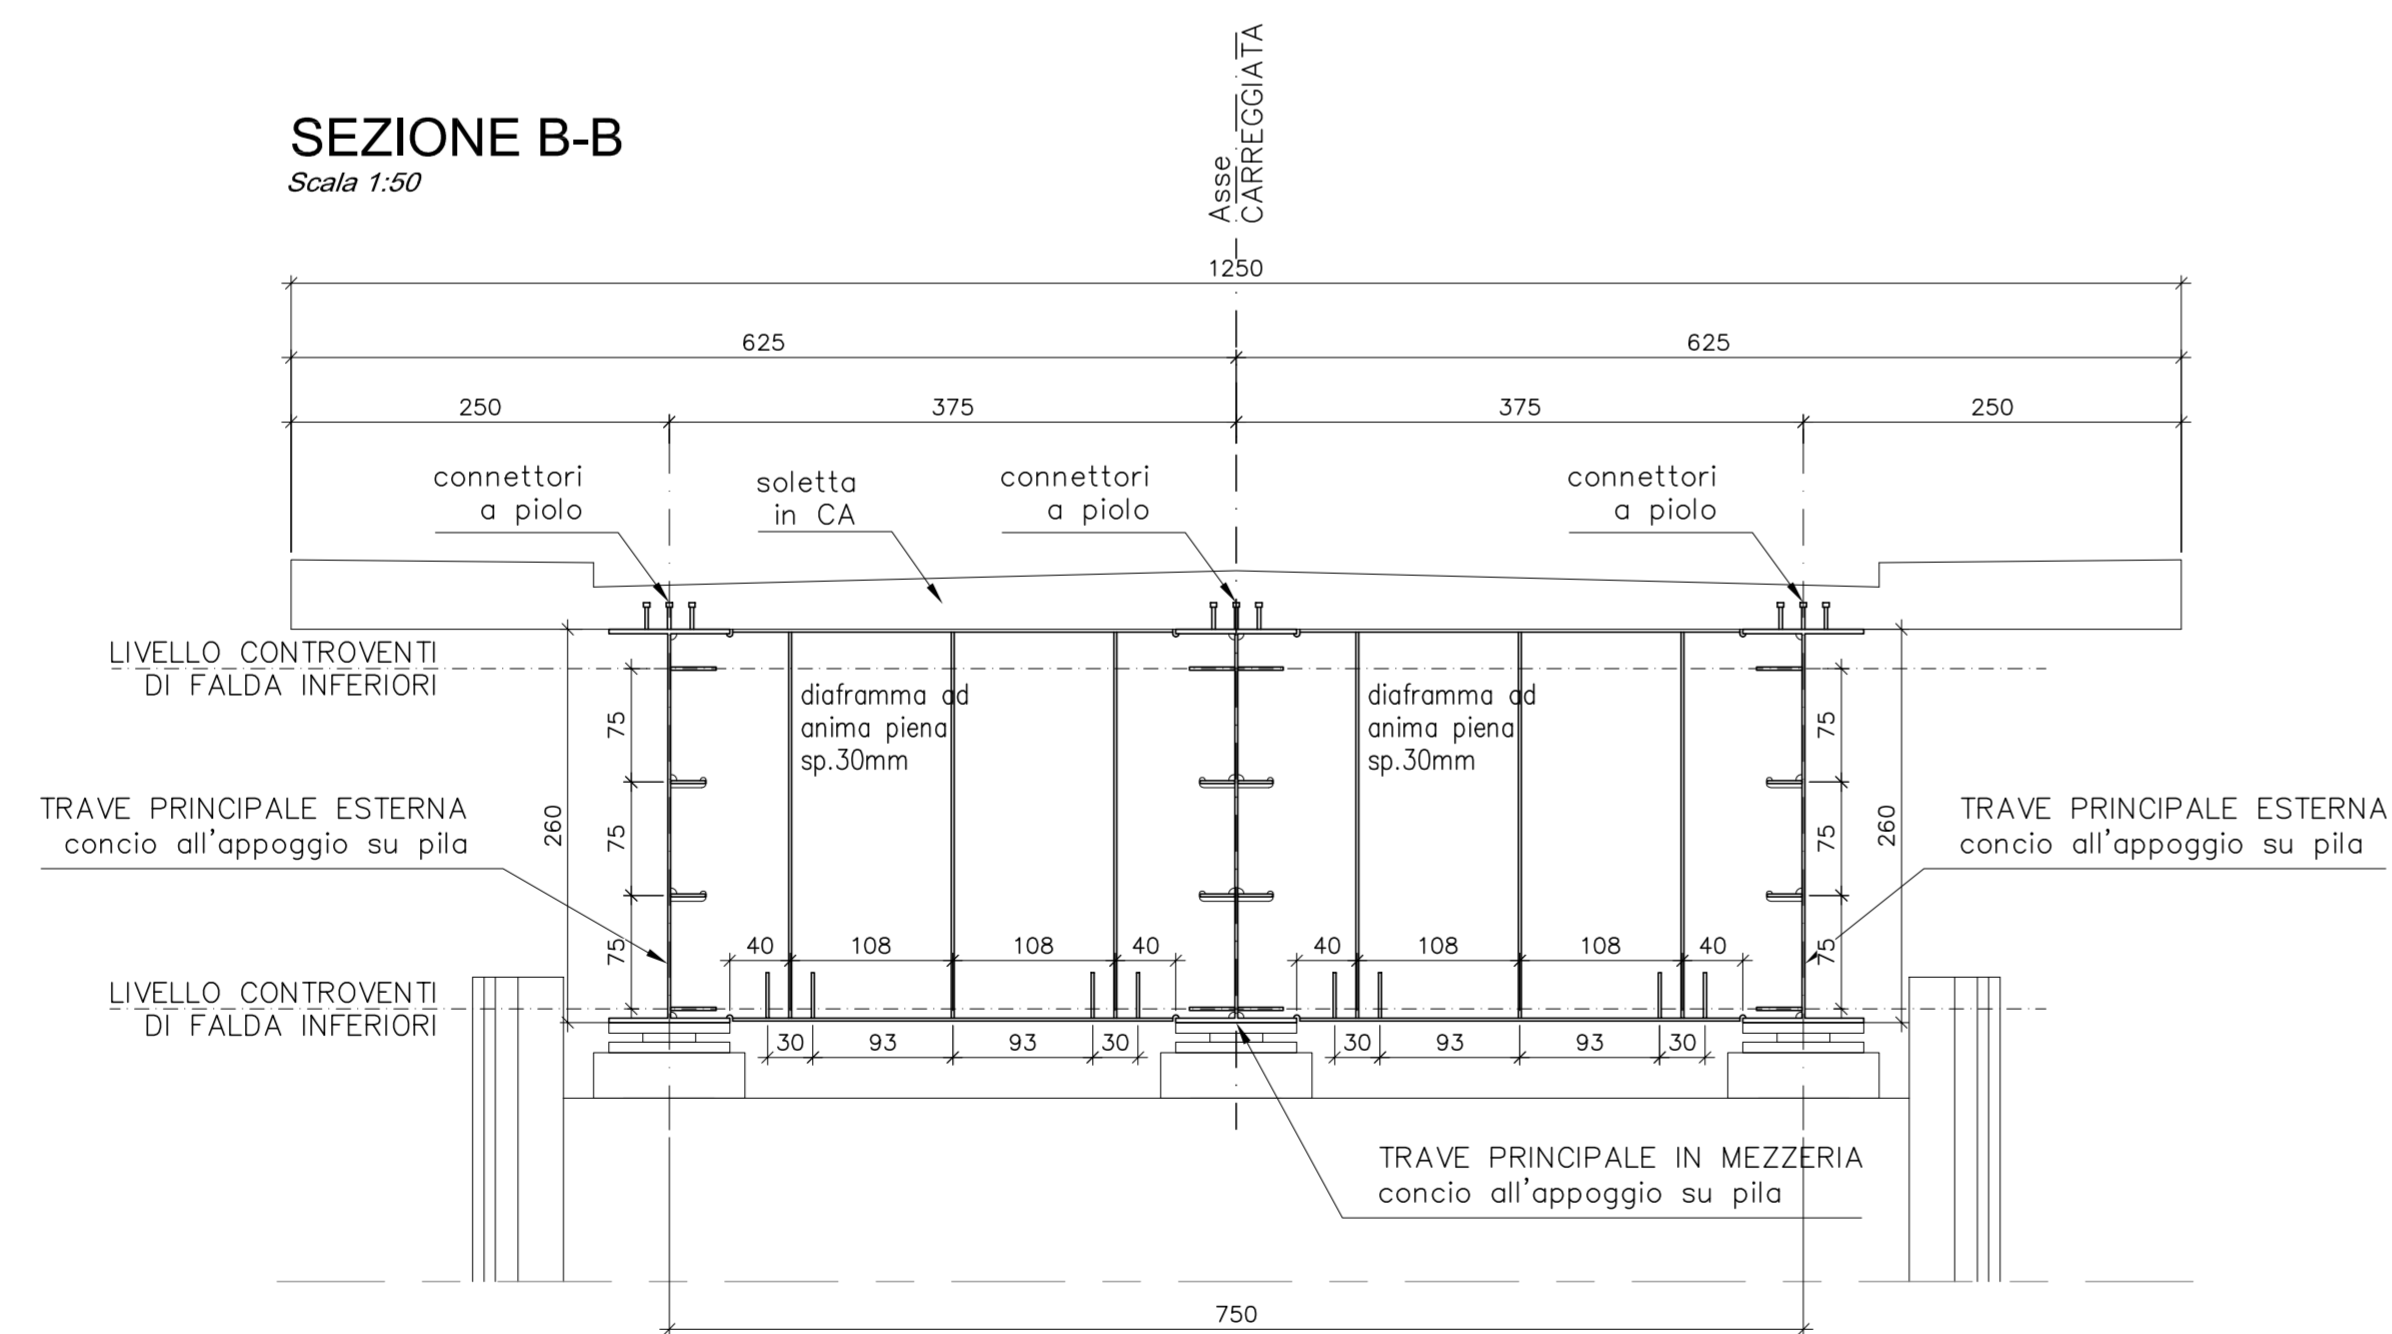 SEZIONE B-B
Scala 1:50
Asse
CARREGGIATA
1250
625
625
250
375
375
250
connettori
a piolo
soletta
in CA
connettori
a piolo
connettori
a piolo
LIVELLO CONTROVENTI
DI FALDA INFERIORI
diaframma ad
anima piena
sp.30mm
diaframma ad
anima piena
sp.30mm
75
75
75
260
75
75
75
260
TRAVE PRINCIPALE ESTERNA
concio all'appoggio su pila
TRAVE PRINCIPALE ESTERNA
concio all'appoggio su pila
40
108
108
40
40
108
108
40
LIVELLO CONTROVENTI
DI FALDA INFERIORI
30
93
93
30
30
93
93
30
TRAVE PRINCIPALE IN MEZZERIA
concio all'appoggio su pila
750